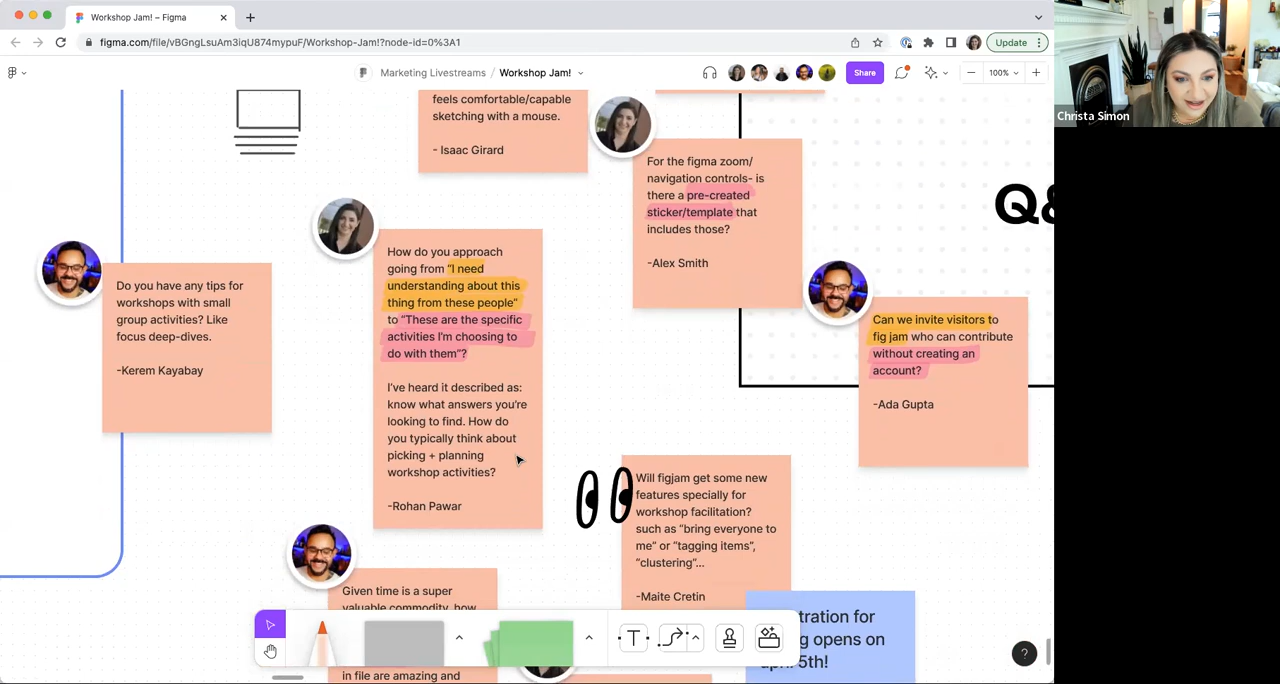 Workshop Jam! – Figma
figma.com/file/vBGngLsuAm3iqU874mypuF/Workshop-Jam!?node-id=0%3A1
Update
Marketing Livestreams / Workshop Jam!
Share
100%
Christa Simon
feels comfortable/capable
sketching with a mouse.
- Isaac Girard
For the figma zoom/
navigation controls- is
there a pre-created
sticker/template that
includes those?
-Alex Smith
Q&
How do you approach
going from “I need
understanding about this
thing from these people”
to “These are the specific
activities I’m choosing to
do with them”?
I’ve heard it described as:
know what answers you’re
looking to find. How do
you typically think about
picking + planning
workshop activities?
-Rohan Pawar
Do you have any tips for
workshops with small
group activities? Like
focus deep-dives.
-Kerem Kayabay
Can we invite visitors to
fig jam who can contribute
without creating an
account?
-Ada Gupta
Will figjam get some new
features specially for
workshop facilitation?
such as “bring everyone to
me” or “tagging items”,
“clustering”...
-Maite Cretin
Given time is a super
valuable commodity, how
in file are amazing and
tration for
g opens on
5th!
T
?